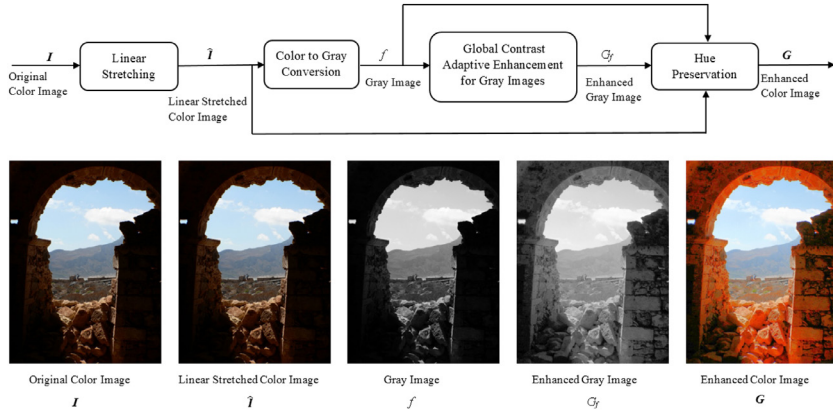 I
Original
Color Image
Linear
Stretching
Î
Linear Stretched
Color Image
Color to Gray
Conversion
f
Gray Image
Global Contrast
Adaptive Enhancement
for Gray Images
G_f
Enhanced
Gray Image
Hue
Preservation
G
Enhanced
Color Image
Original Color Image
Linear Stretched Color Image
Gray Image
Enhanced Gray Image
Enhanced Color Image
I
Î
f
G_f
G